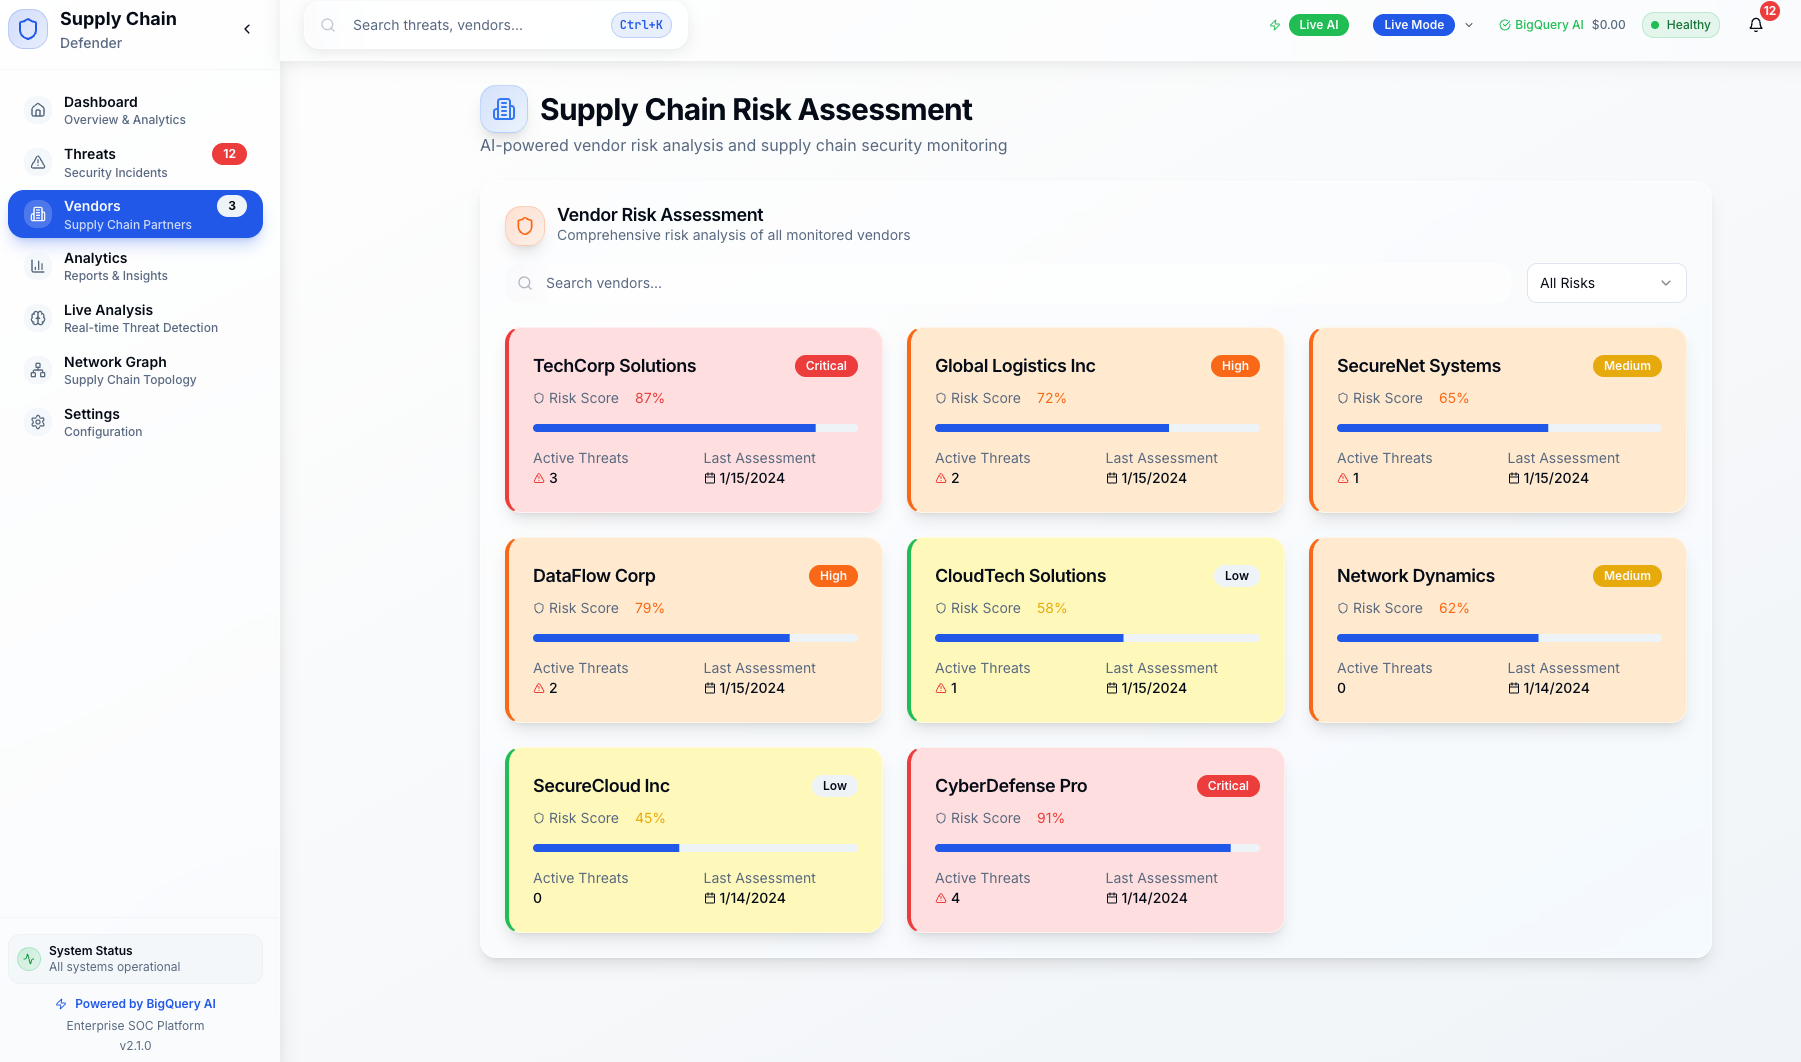 Supply Chain
Defender
Search threats, vendors...
Ctrl+K
Live AI
Live Mode
BigQuery AI $0.00
Healthy
12
Dashboard
Overview & Analytics
Threats
12
Security Incidents
Vendors
3
Supply Chain Partners
Analytics
Reports & Insights
Live Analysis
Real-time Threat Detection
Network Graph
Supply Chain Topology
Settings
Configuration
System Status
All systems operational
Powered by BigQuery AI
Enterprise SOC Platform
v2.1.0
Supply Chain Risk Assessment
AI-powered vendor risk analysis and supply chain security monitoring
Vendor Risk Assessment
Comprehensive risk analysis of all monitored vendors
Search vendors...
All Risks
TechCorp Solutions
Critical
Risk Score 87%
Active Threats
3
Last Assessment
1/15/2024
Global Logistics Inc
High
Risk Score 72%
Active Threats
2
Last Assessment
1/15/2024
SecureNet Systems
Medium
Risk Score 65%
Active Threats
1
Last Assessment
1/15/2024
DataFlow Corp
High
Risk Score 79%
Active Threats
2
Last Assessment
1/15/2024
CloudTech Solutions
Low
Risk Score 58%
Active Threats
1
Last Assessment
1/15/2024
Network Dynamics
Medium
Risk Score 62%
Active Threats
0
Last Assessment
1/14/2024
SecureCloud Inc
Low
Risk Score 45%
Active Threats
0
Last Assessment
1/14/2024
CyberDefense Pro
Critical
Risk Score 91%
Active Threats
4
Last Assessment
1/14/2024